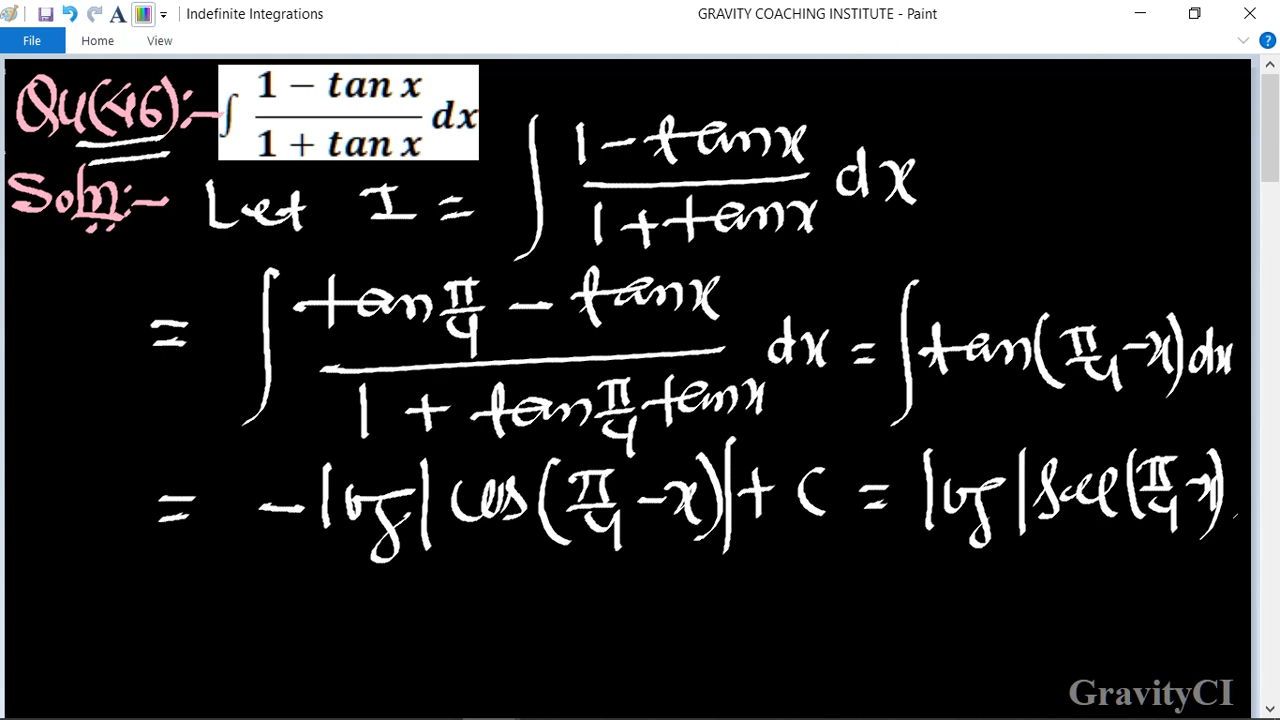 Indefinite Integrations
GRAVITY COACHING INSTITUTE - Paint
File Home View
Qu(46):- ∫ (1 − tan x)/(1 + tan x) dx
Soln:- Let I = ∫ (1 - tanx)/(1 + tanx) dx
= ∫ (tan π/4 - tanx)/(1 + tan π/4 tanx) dx = ∫ tan(π/4 - x) dx
= - log|cos(π/4 - x)| + C = log|sec(π/4 - x)
GravityCI